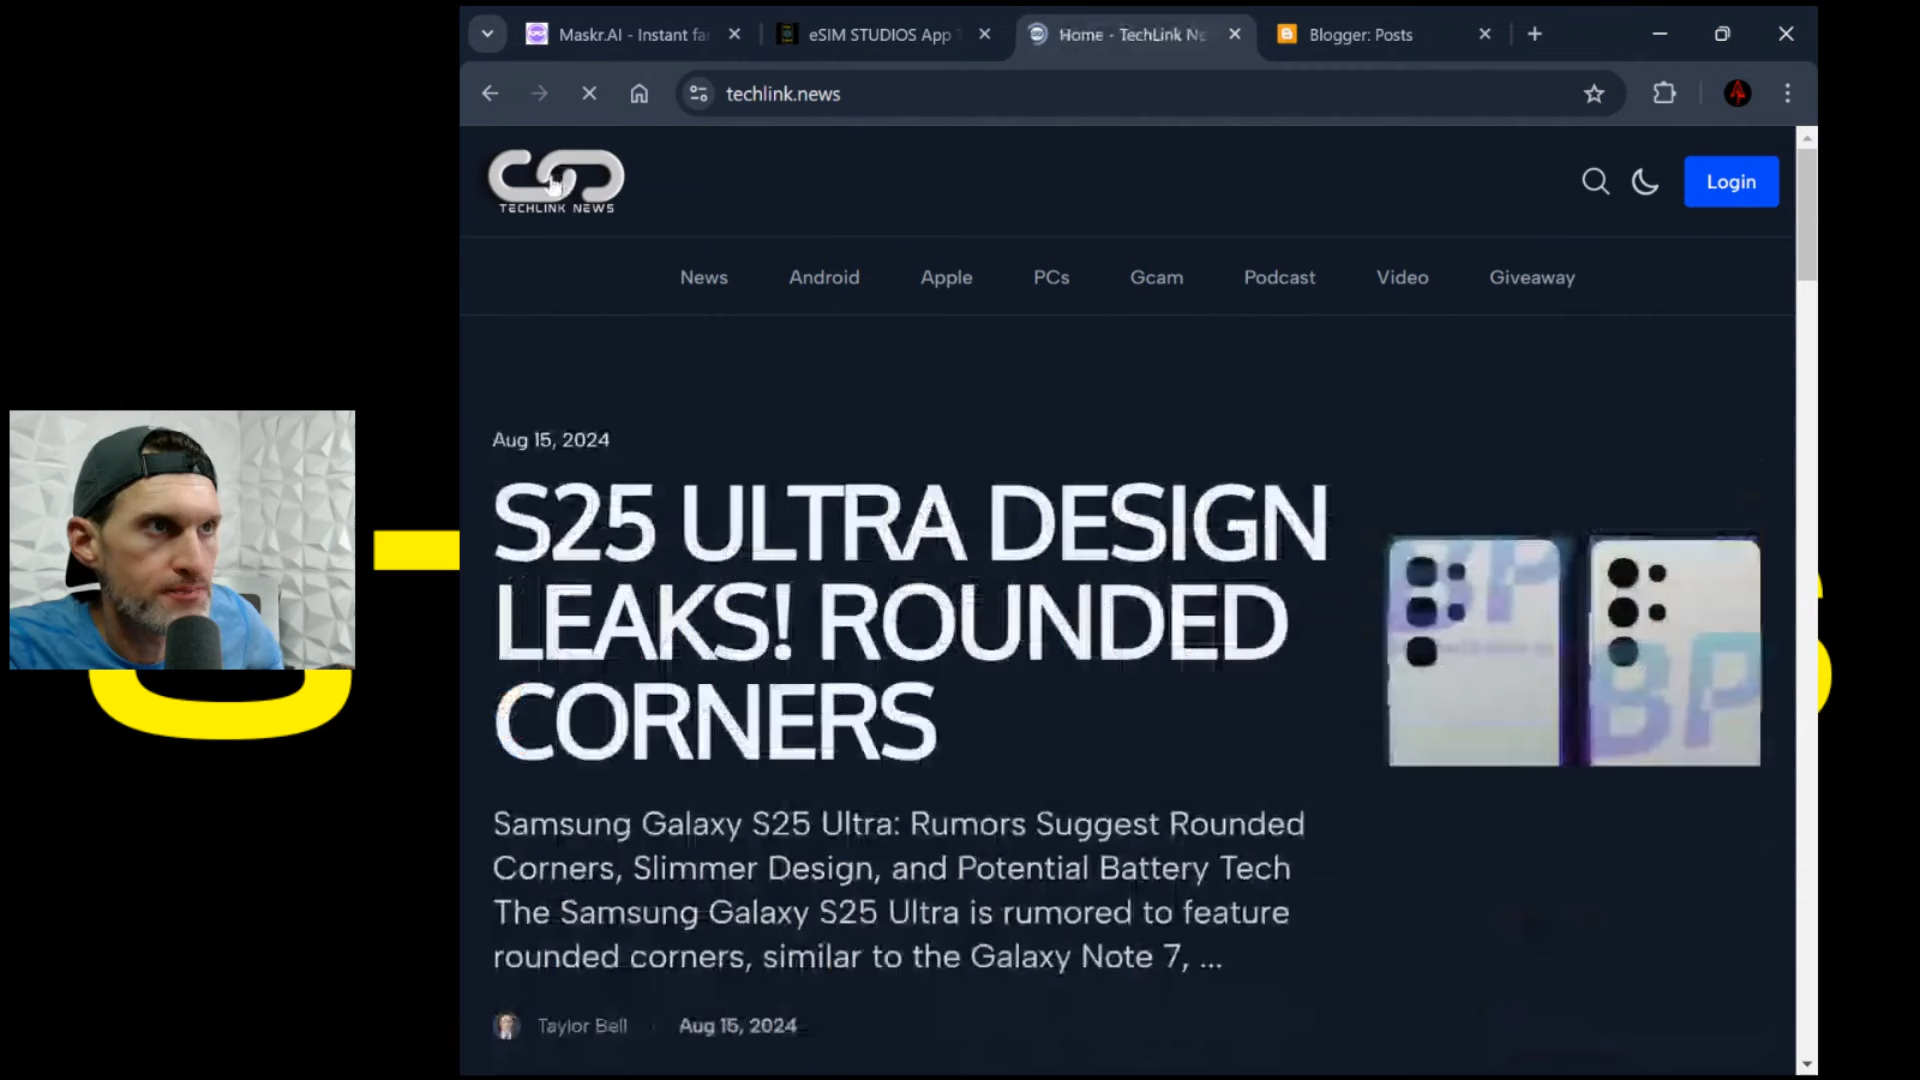 Maskr.AI - Instant fa
eSIM STUDIOS App
Home - TechLink Ne
Blogger: Posts
techlink.news
TECHLINK NEWS
Login
News
Android
Apple
PCs
Gcam
Podcast
Video
Giveaway
Aug 15, 2024
S25 ULTRA DESIGN
LEAKS! ROUNDED
CORNERS
BP
BP
Samsung Galaxy S25 Ultra: Rumors Suggest Rounded
Corners, Slimmer Design, and Potential Battery Tech
The Samsung Galaxy S25 Ultra is rumored to feature
rounded corners, similar to the Galaxy Note 7, ...
Taylor Bell
Aug 15, 2024